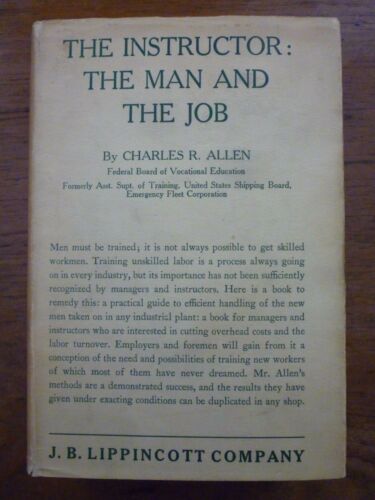 THE INSTRUCTOR:
THE MAN AND
THE JOB
By CHARLES R. ALLEN
Federal Board of Vocational Education
Formerly Asst. Supt. of Training, United States Shipping Board,
Emergency Fleet Corporation
Men must be trained; it is not always possible to get skilled
workmen. Training unskilled labor is a process always going
on in every industry, but its importance has not been sufficiently
recognized by managers and instructors. Here is a book to
remedy this: a practical guide to efficient handling of the new
men taken on in any industrial plant: a book for managers and
instructors who are interested in cutting overhead costs and the
labor turnover. Employers and foremen will gain from it a
conception of the need and possibilities of training new workers
of which most of them have never dreamed. Mr. Allen's
methods are a demonstrated success, and the results they have
given under exacting conditions can be duplicated in any shop.
J. B. LIPPINCOTT COMPANY